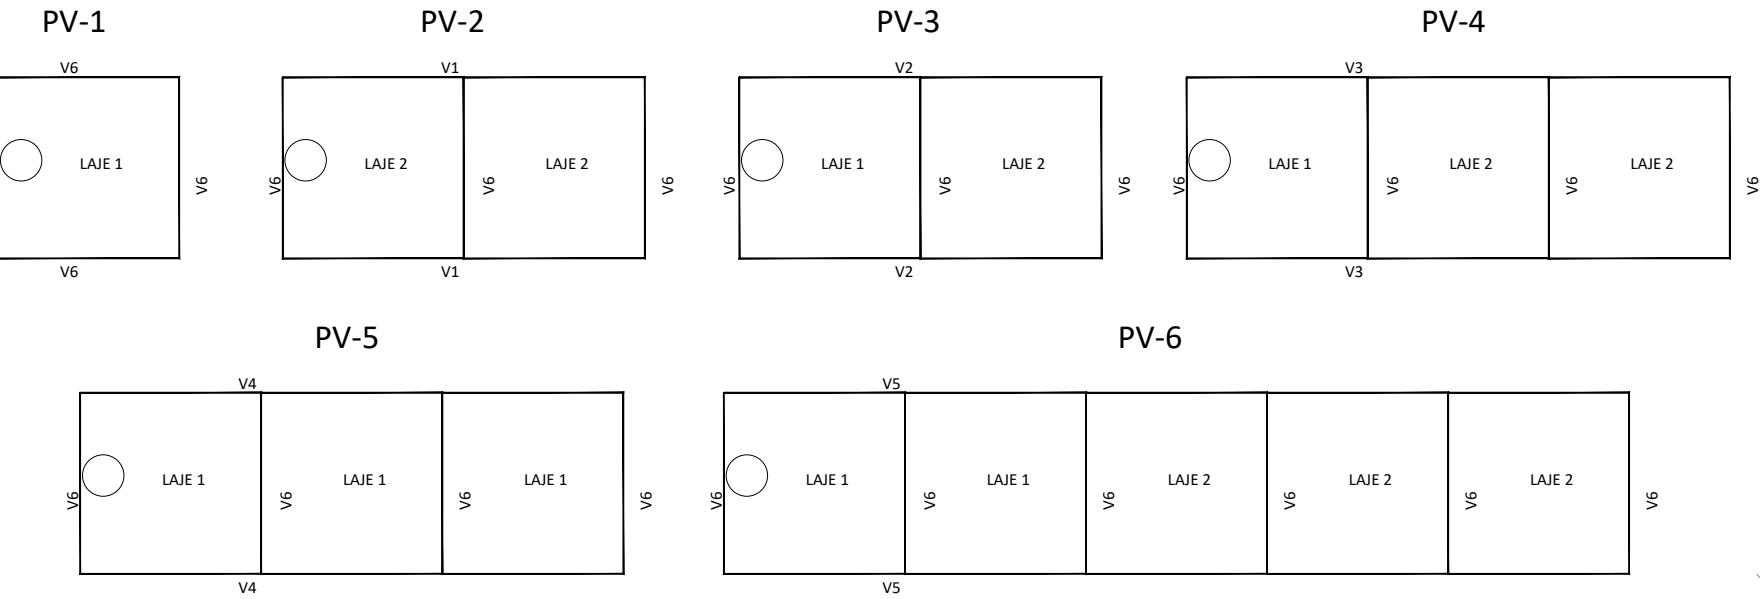 PV-1 PV-2 PV-3 PV-4
V6 V1 V2 V3
LAJE 1 LAJE 2 LAJE 2 LAJE 1 LAJE 2 LAJE 1 LAJE 2 LAJE 2
V6 V6 V6 V6 V6 V6 V6 V6 V6 V6 V6
V6 V1 V2 V3
PV-5 PV-6
V4 V5
LAJE 1 LAJE 1 LAJE 1 LAJE 1 LAJE 1 LAJE 2 LAJE 2 LAJE 2
V6 V6 V6 V6 V6 V6 V6 V6 V6 V6
V4 V5